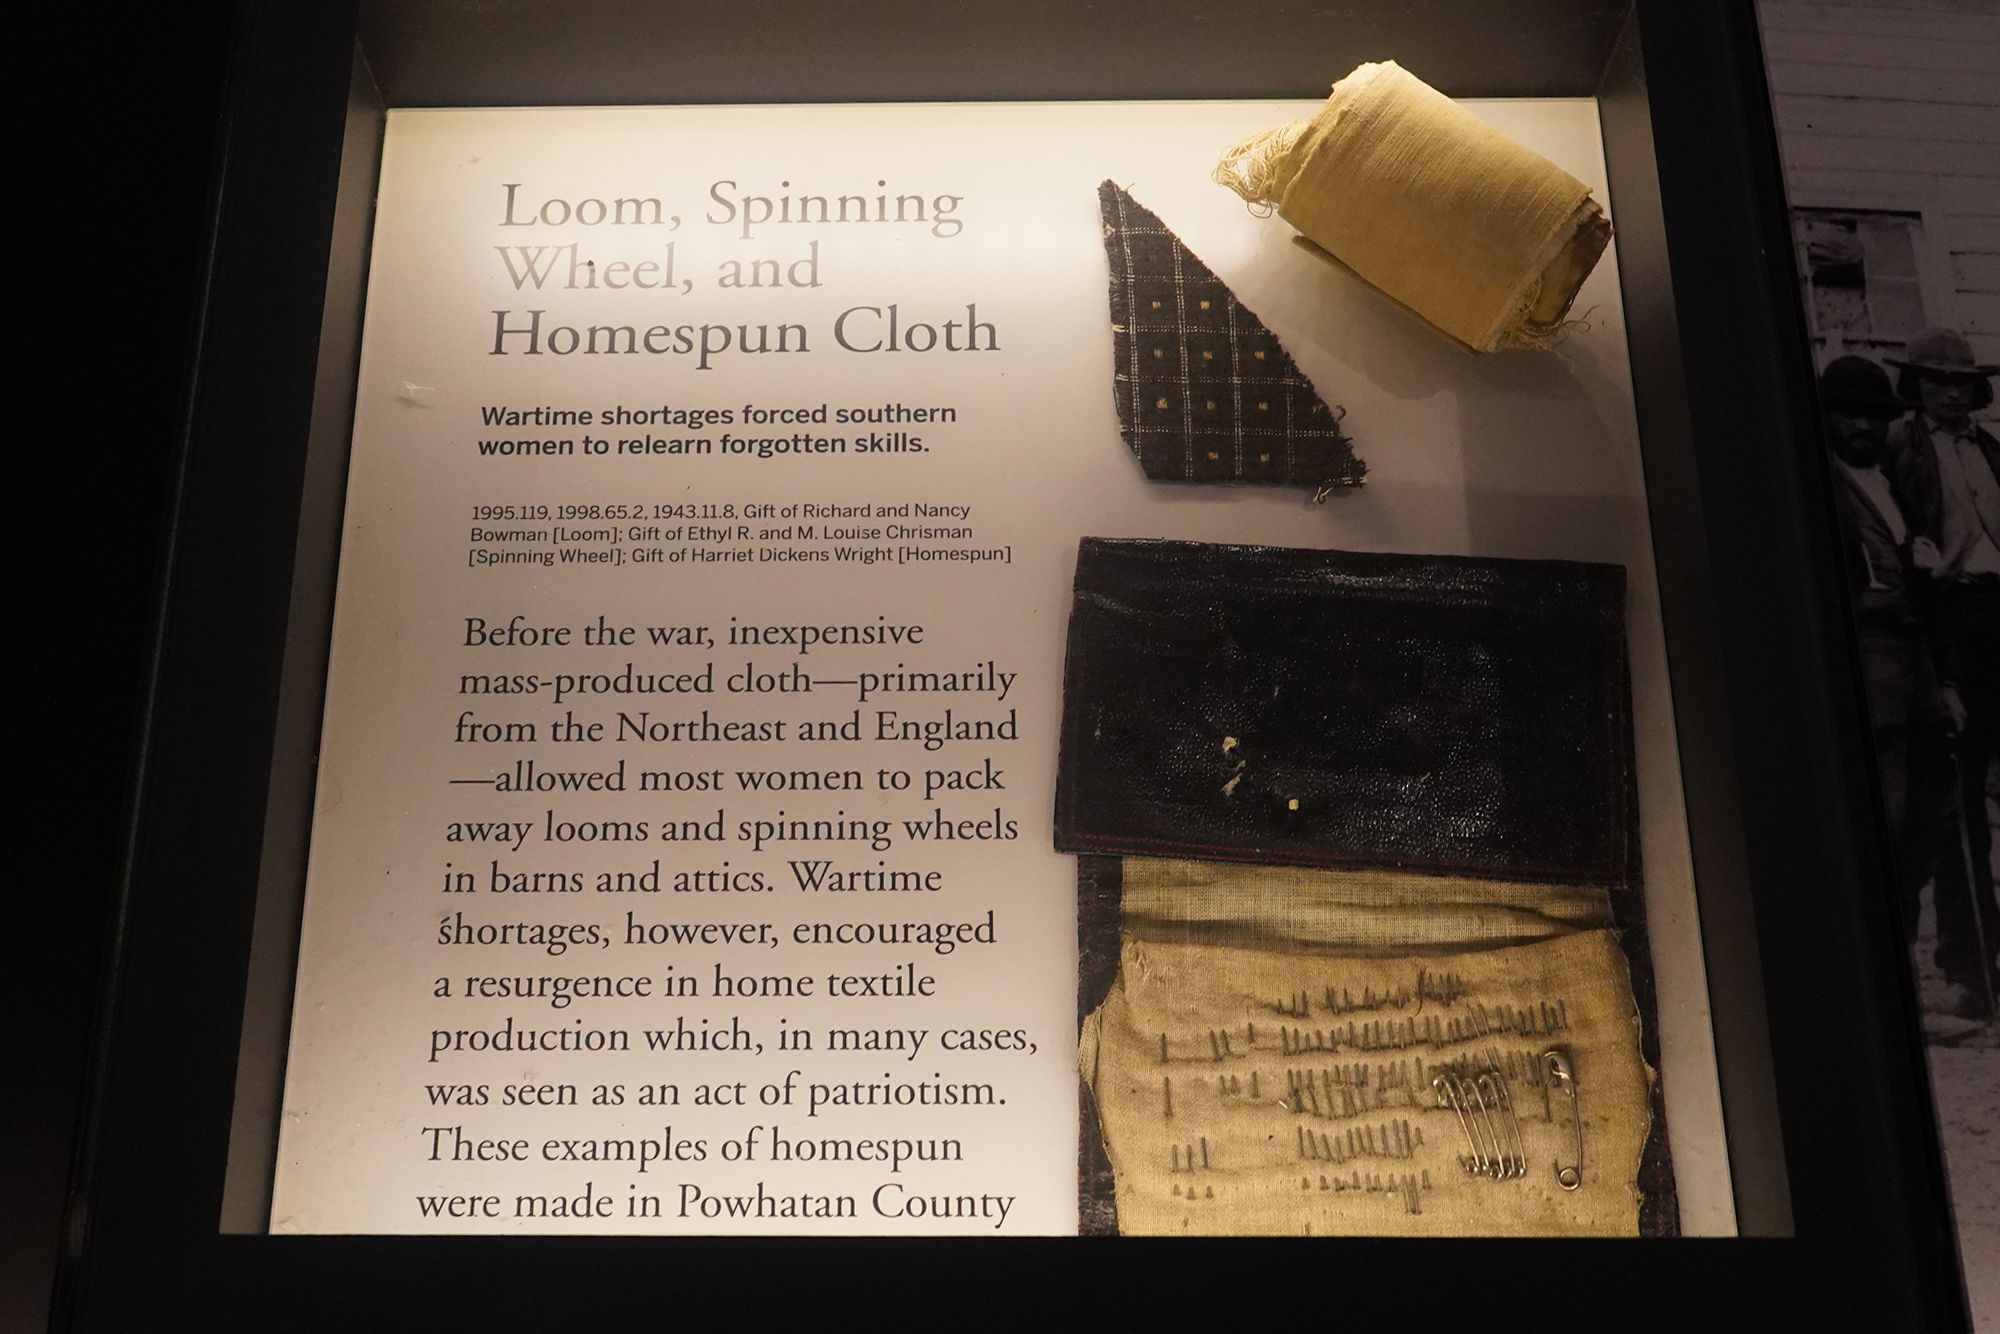 Loom, Spinning
Wheel, and
Homespun Cloth
Wartime shortages forced southern
women to relearn forgotten skills.
1995.119, 1998.65.2, 1943.11.8, Gift of Richard and Nancy
Bowman [Loom]; Gift of Ethyl R. and M. Louise Chrisman
[Spinning Wheel]; Gift of Harriet Dickens Wright [Homespun]
Before the war, inexpensive
mass-produced cloth—primarily
from the Northeast and England
—allowed most women to pack
away looms and spinning wheels
in barns and attics. Wartime
shortages, however, encouraged
a resurgence in home textile
production which, in many cases,
was seen as an act of patriotism.
These examples of homespun
were made in Powhatan County